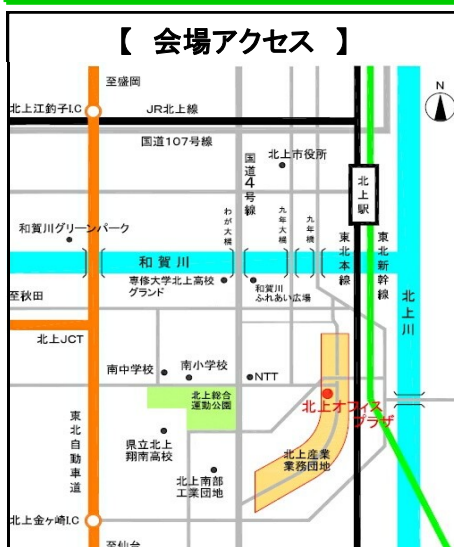 【 会場アクセス 】
至盛岡
北上江釣子I.C
JR北上線
N
国道107号線
国道4号線
北上市役所
北上駅
和賀川グリーンパーク
わが大橋
九年大橋
九年橋
和賀川
東北本線
東北新幹線
専修大学北上高校
グランド
和賀川
ふれあい広場
至秋田
北上川
北上JCT
南中学校
南小学校
NTT
北上総合
運動公園
北上オフィス
プラザ
東北自動車道
県立北上
翔南高校
北上産業
業務団地
北上南部
工業団地
北上金ヶ崎I.C
至仙台